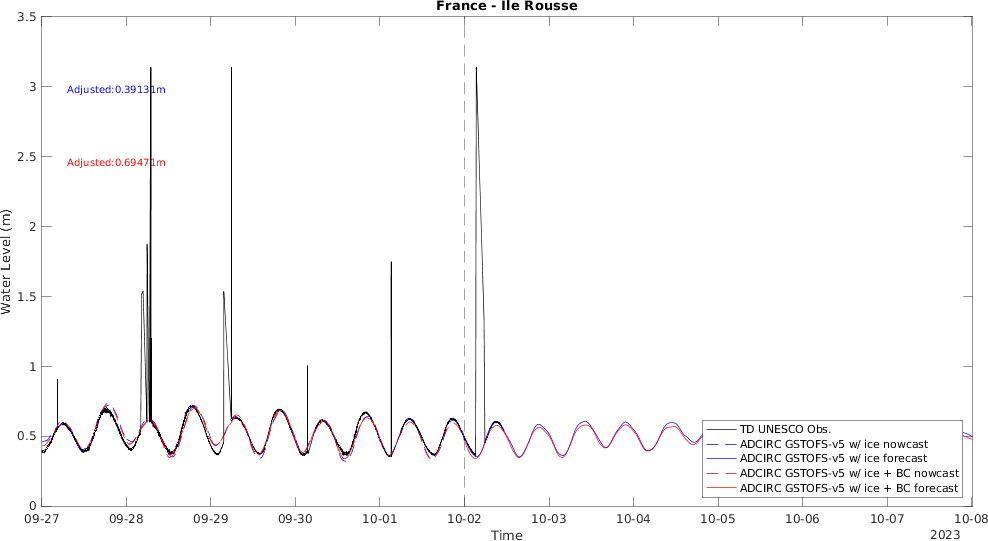 France - Ile Rousse
Water Level (m)
3.5
3
2.5
2
1.5
1
0.5
0
Adjusted:0.39131m
Adjusted:0.69471m
TD UNESCO Obs.
ADCIRC GSTOFS-v5 w/ ice nowcast
ADCIRC GSTOFS-v5 w/ ice forecast
ADCIRC GSTOFS-v5 w/ ice + BC nowcast
ADCIRC GSTOFS-v5 w/ ice + BC forecast
09-27 09-28 09-29 09-30 10-01 10-02 10-03 10-04 10-05 10-06 10-07 10-08
Time
2023